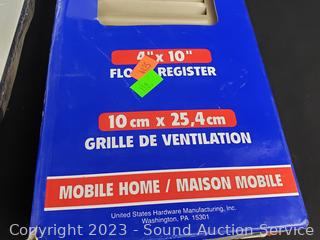 4" x 10"
FLOOR REGISTER
10 cm x 25,4 cm
GRILLE DE VENTILATION
MOBILE HOME / MAISON MOBILE
United States Hardware Manufacturing, Inc.
Washington, PA 15301
Copyright 2023 - Sound Auction Service